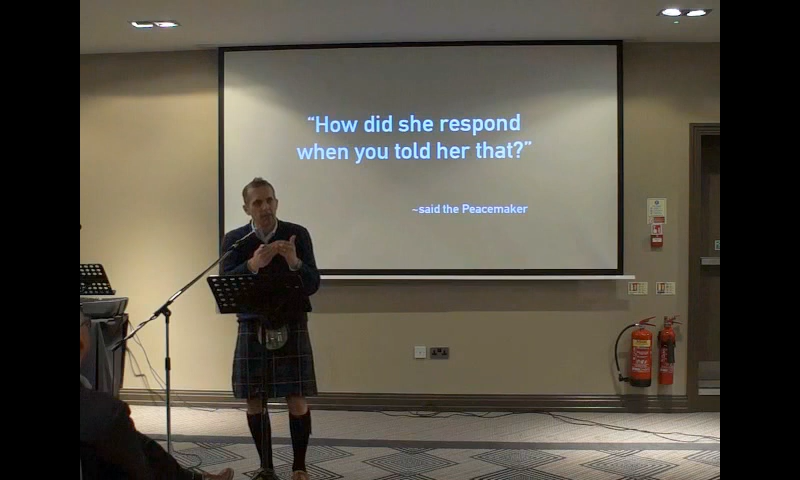 “How did she respond
when you told her that?”
~said the Peacemaker